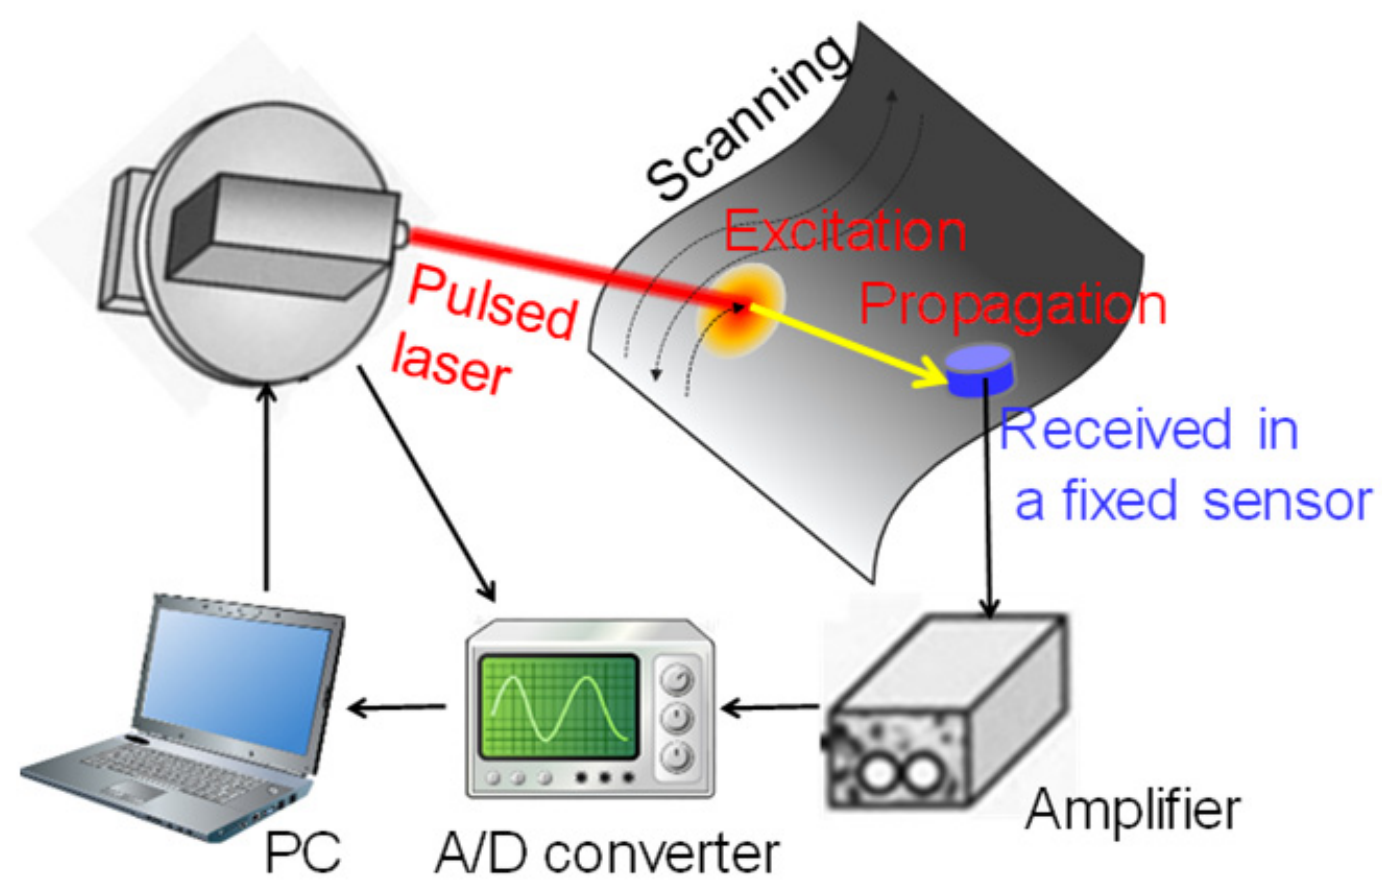 Scanning
Excitation
Propagation
Pulsed
laser
Received in
a fixed sensor
Amplifier
PC
A/D converter